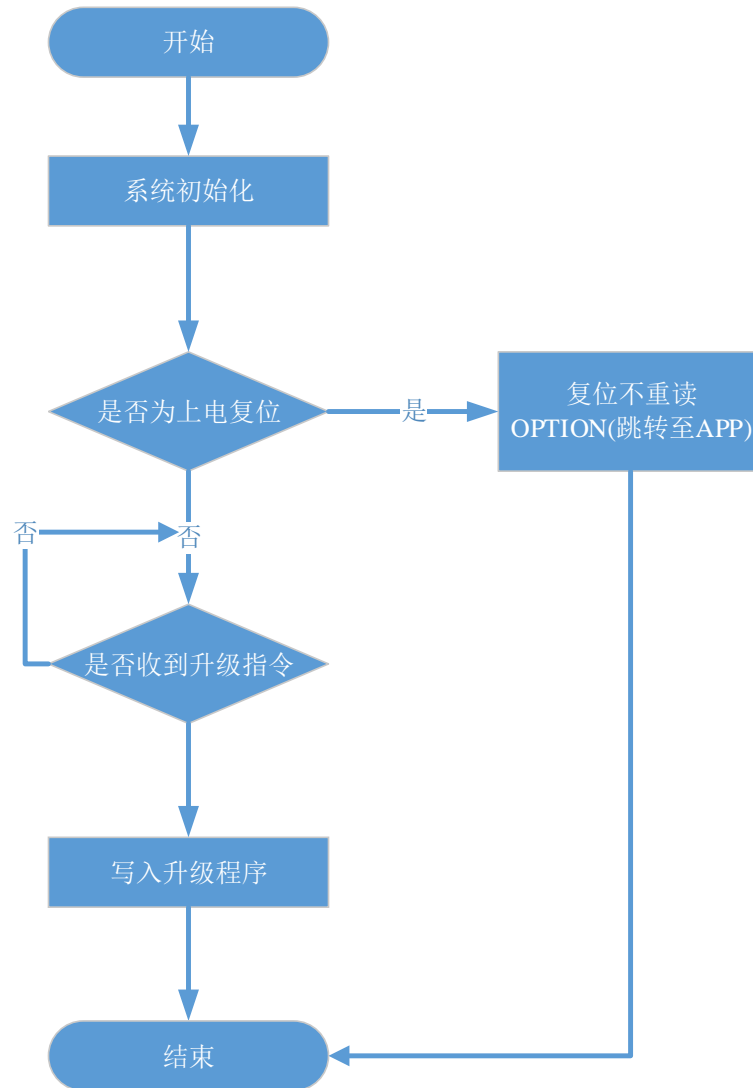 开始
系统初始化
是否为上电复位
是
复位不重读
OPTION(跳转至APP)
否
否
是否收到升级指令
写入升级程序
结束